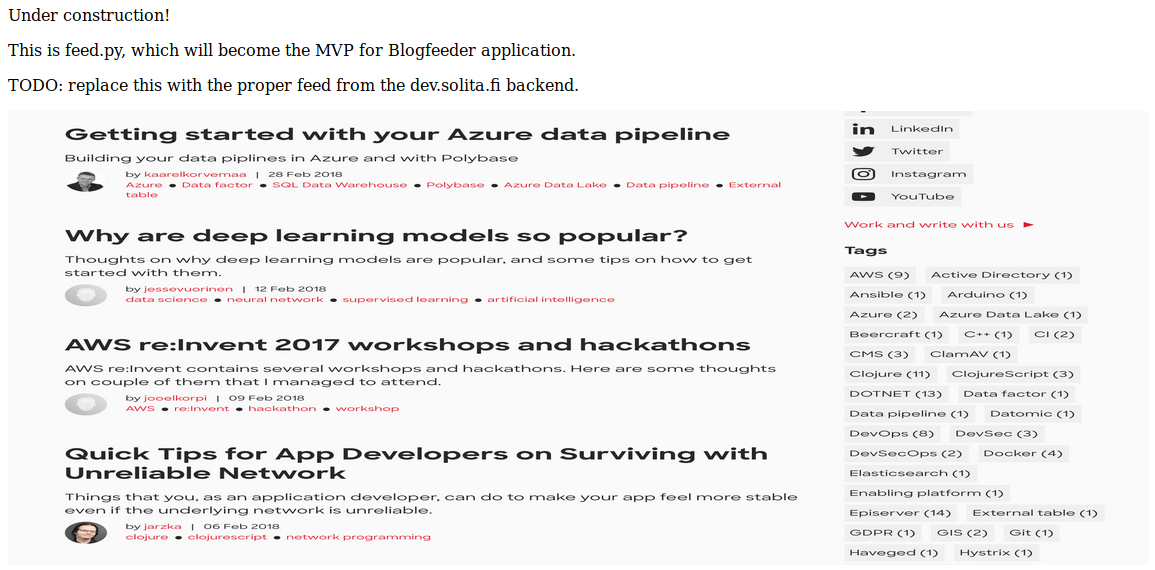 Under construction!
This is feed.py, which will become the MVP for Blogfeeder application.
TODO: replace this with the proper feed from the dev.solita.fi backend.
Getting started with your Azure data pipeline
Building your data piplines in Azure and with Polybase
by kaarelkorvemaa | 28 Feb 2018
Azure ● Data factor ● SQL Data Warehouse ● Polybase ● Azure Data Lake ● Data pipeline ● External
table
Why are deep learning models so popular?
Thoughts on why deep learning models are popular, and some tips on how to get
started with them.
by jessevuorinen | 12 Feb 2018
data science ● neural network ● supervised learning ● artificial intelligence
AWS re:Invent 2017 workshops and hackathons
AWS re:Invent contains several workshops and hackathons. Here are some thoughts
on couple of them that I managed to attend.
by jooelkorpi | 09 Feb 2018
AWS ● re:Invent ● hackathon ● workshop
Quick Tips for App Developers on Surviving with
Unreliable Network
Things that you, as an application developer, can do to make your app feel more stable
even if the underlying network is unreliable.
by jarzka | 06 Feb 2018
clojure ● clojurescript ● network programming
LinkedIn
Twitter
Instagram
YouTube
Work and write with us ►
Tags
AWS (9) Active Directory (1)
Ansible (1) Arduino (1)
Azure (2) Azure Data Lake (1)
Beercraft (1) C++ (1) CI (2)
CMS (3) ClamAV (1)
Clojure (11) ClojureScript (3)
DOTNET (13) Data factor (1)
Data pipeline (1) Datomic (1)
DevOps (8) DevSec (3)
DevSecOps (2) Docker (4)
Elasticsearch (1)
Enabling platform (1)
Episerver (14) External table (1)
GDPR (1) GIS (2) Git (1)
Haveged (1) Hystrix (1)